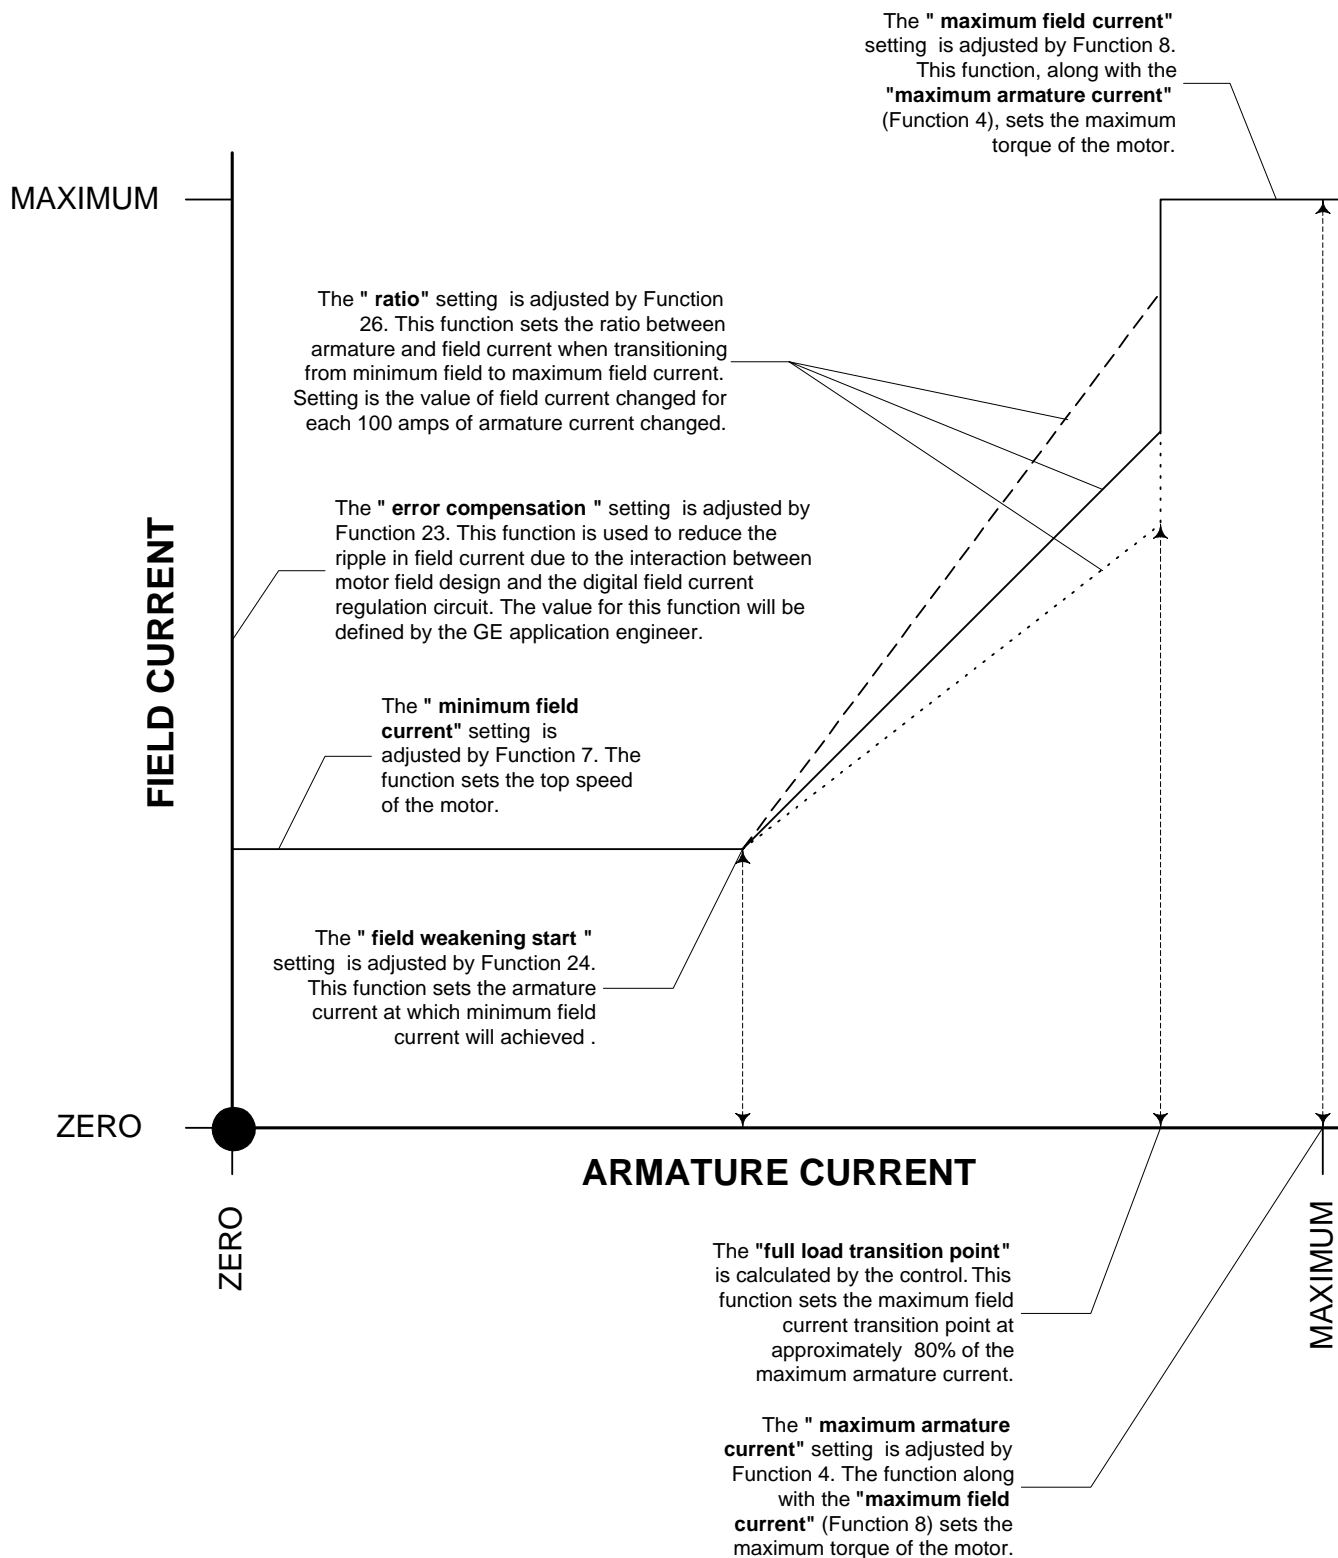 The " maximum field current"
setting is adjusted by Function 8.
This function, along with the
"maximum armature current"
(Function 4), sets the maximum
torque of the motor.
MAXIMUM
The " ratio" setting is adjusted by Function
26. This function sets the ratio between
armature and field current when transitioning
from minimum field to maximum field current.
Setting is the value of field current changed for
each 100 amps of armature current changed.
The " error compensation " setting is adjusted by
Function 23. This function is used to reduce the
ripple in field current due to the interaction between
motor field design and the digital field current
regulation circuit. The value for this function will be
defined by the GE application engineer.
FIELD CURRENT
The " minimum field
current" setting is
adjusted by Function 7. The
function sets the top speed
of the motor.
The " field weakening start "
setting is adjusted by Function 24.
This function sets the armature
current at which minimum field
current will achieved .
ZERO
ARMATURE CURRENT
ZERO
MAXIMUM
The "full load transition point"
is calculated by the control. This
function sets the maximum field
current transition point at
approximately 80% of the
maximum armature current.
The " maximum armature
current" setting is adjusted by
Function 4. The function along
with the "maximum field
current" (Function 8) sets the
maximum torque of the motor.